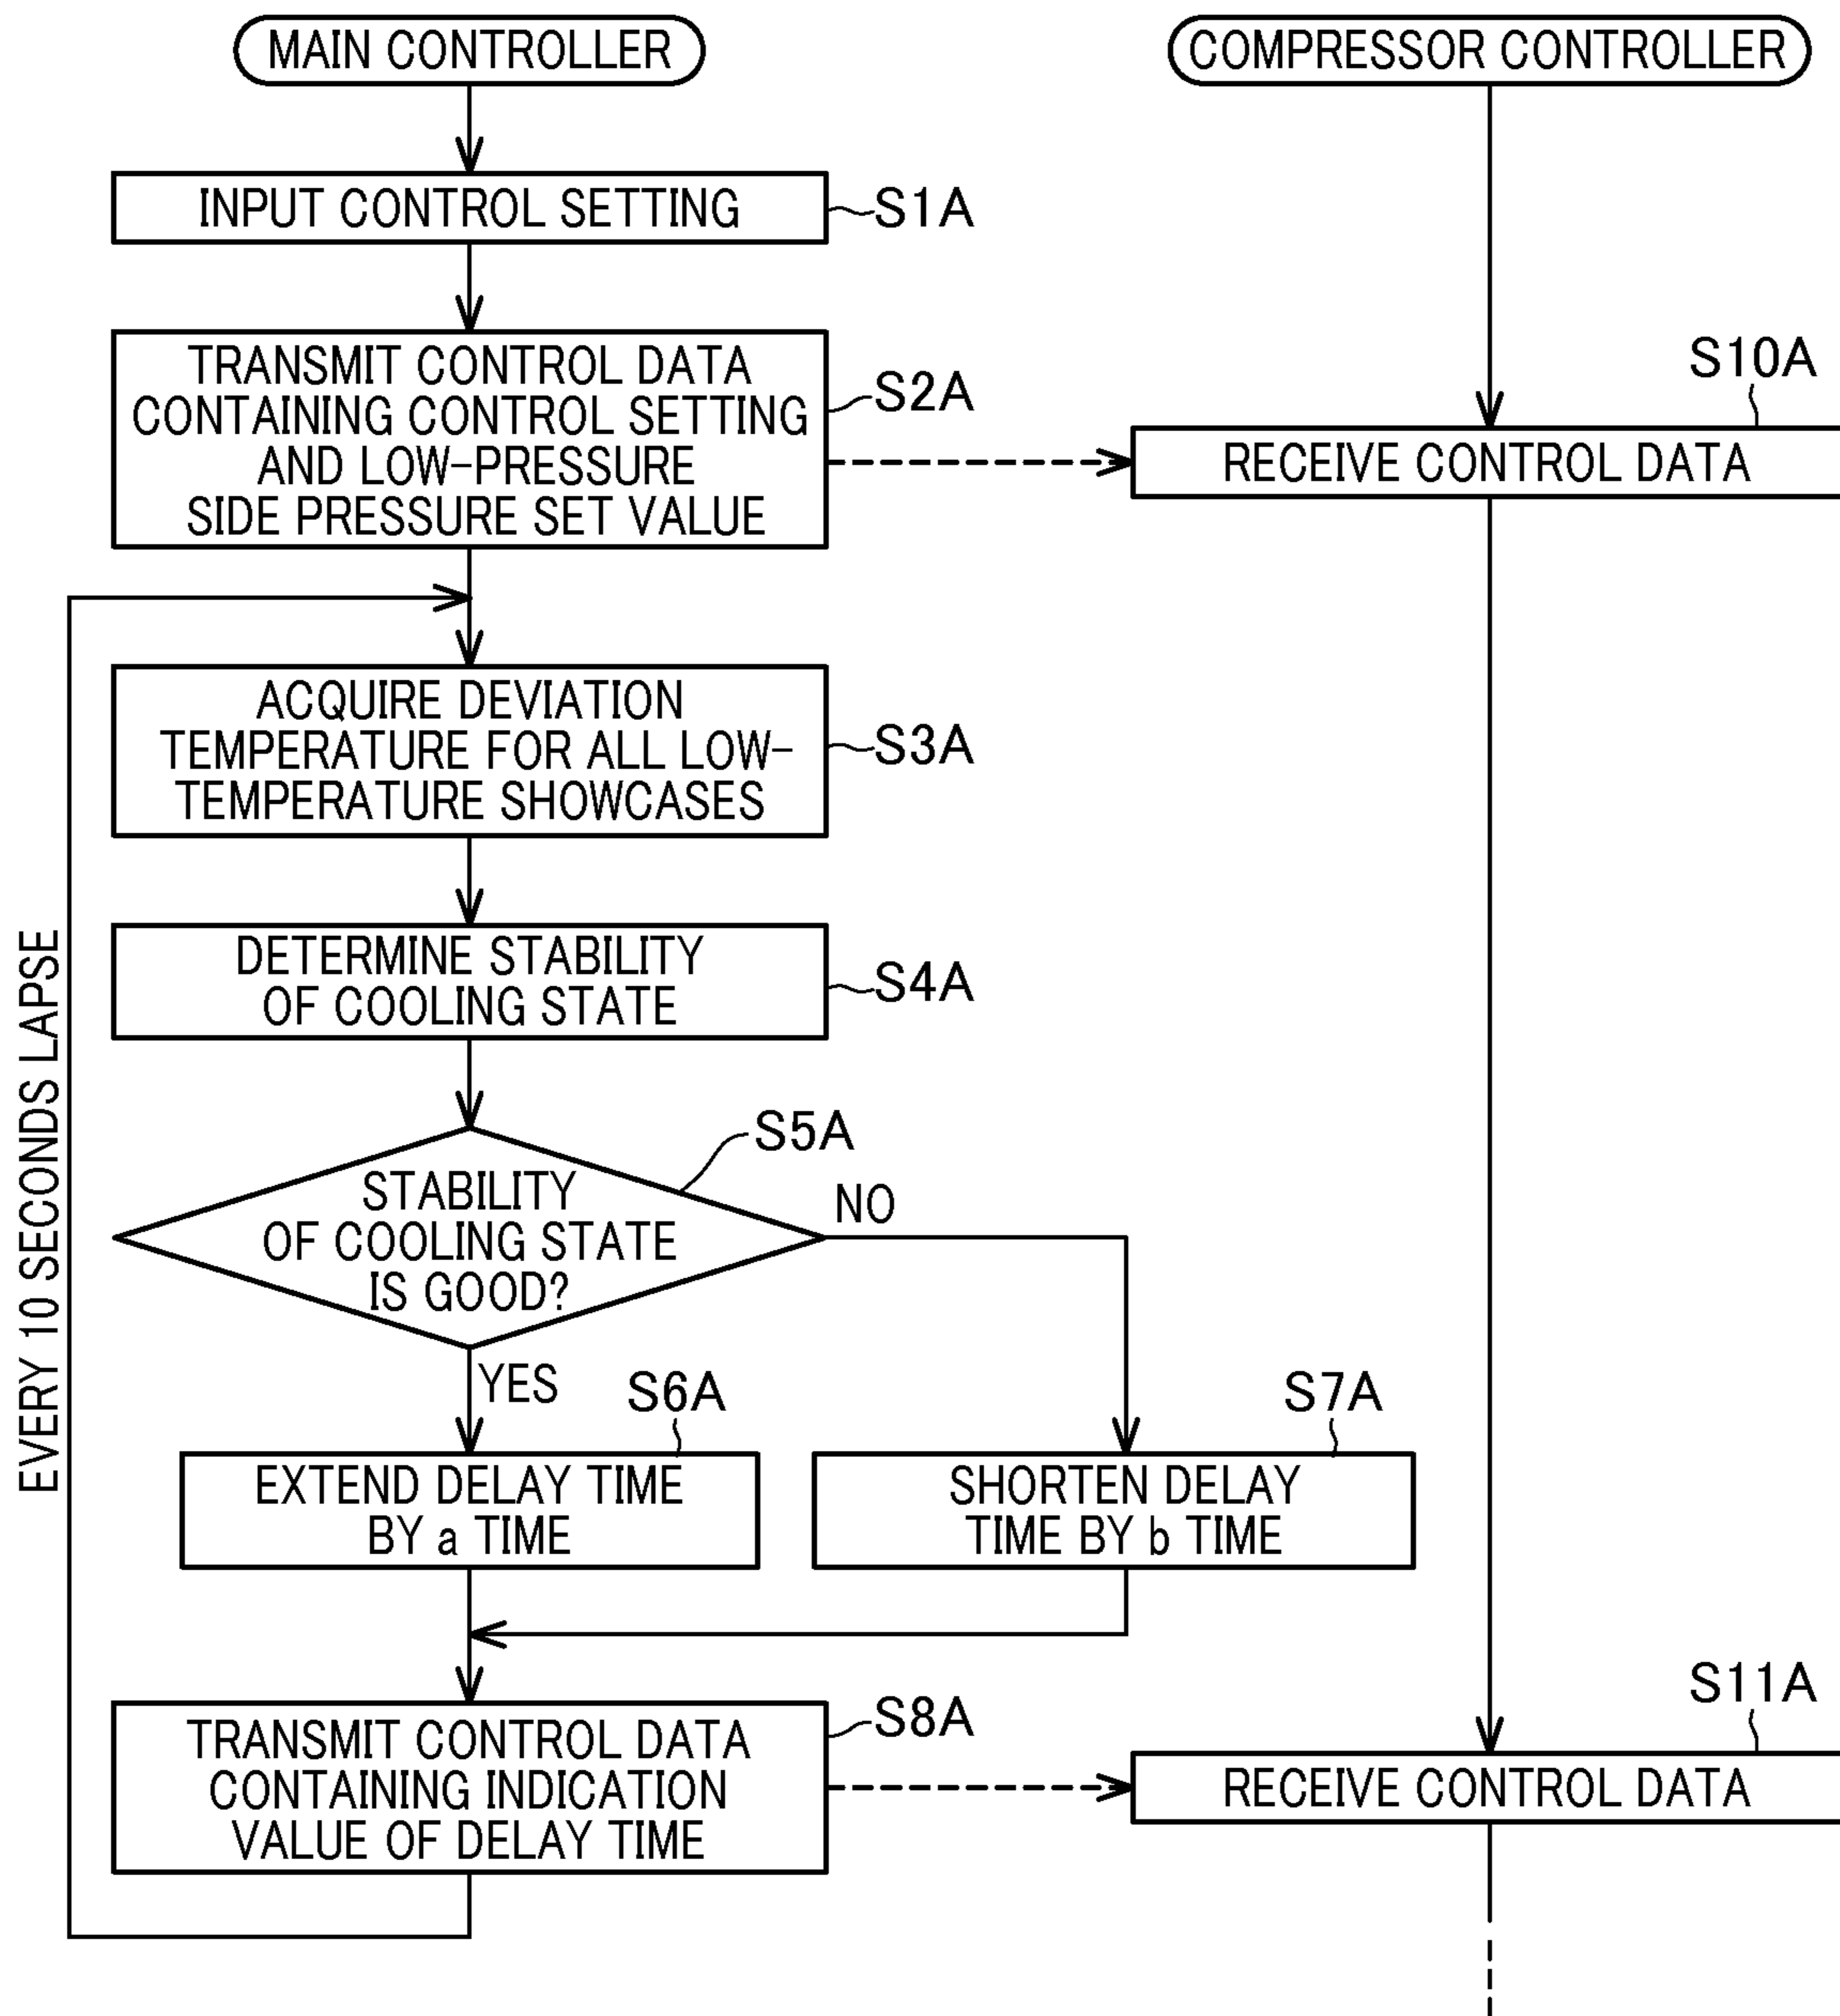 MAIN CONTROLLER
COMPRESSOR CONTROLLER
INPUT CONTROL SETTING
S1A
TRANSMIT CONTROL DATA
CONTAINING CONTROL SETTING
AND LOW-PRESSURE
SIDE PRESSURE SET VALUE
S2A
S10A
RECEIVE CONTROL DATA
ACQUIRE DEVIATION
TEMPERATURE FOR ALL LOW-
TEMPERATURE SHOWCASES
S3A
DETERMINE STABILITY
OF COOLING STATE
S4A
EVERY 10 SECONDS LAPSE
S5A
STABILITY
OF COOLING STATE
IS GOOD?
NO
YES
S6A
EXTEND DELAY TIME
BY a TIME
S7A
SHORTEN DELAY
TIME BY b TIME
TRANSMIT CONTROL DATA
CONTAINING INDICATION
VALUE OF DELAY TIME
S8A
S11A
RECEIVE CONTROL DATA